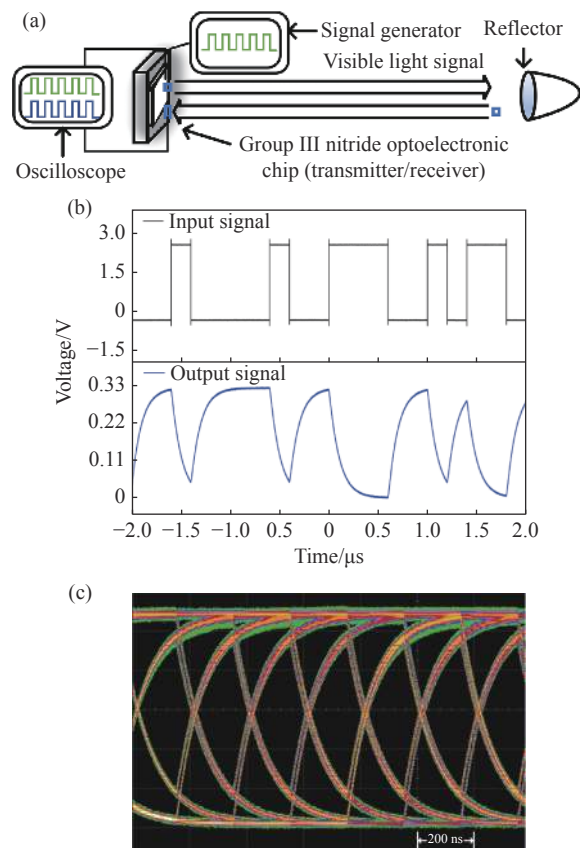 (a)
Signal generator
Reflector
Visible light signal
Group III nitride optoelectronic
chip (transmitter/receiver)
Oscilloscope
(b)
Input signal
3.0
1.5
0
−1.5
Voltage/V
Output signal
0.33
0.22
0.11
0
−2.0 −1.5 −1.0 −0.5 0 0.5 1.0 1.5 2.0
Time/μs
(c)
200 ns